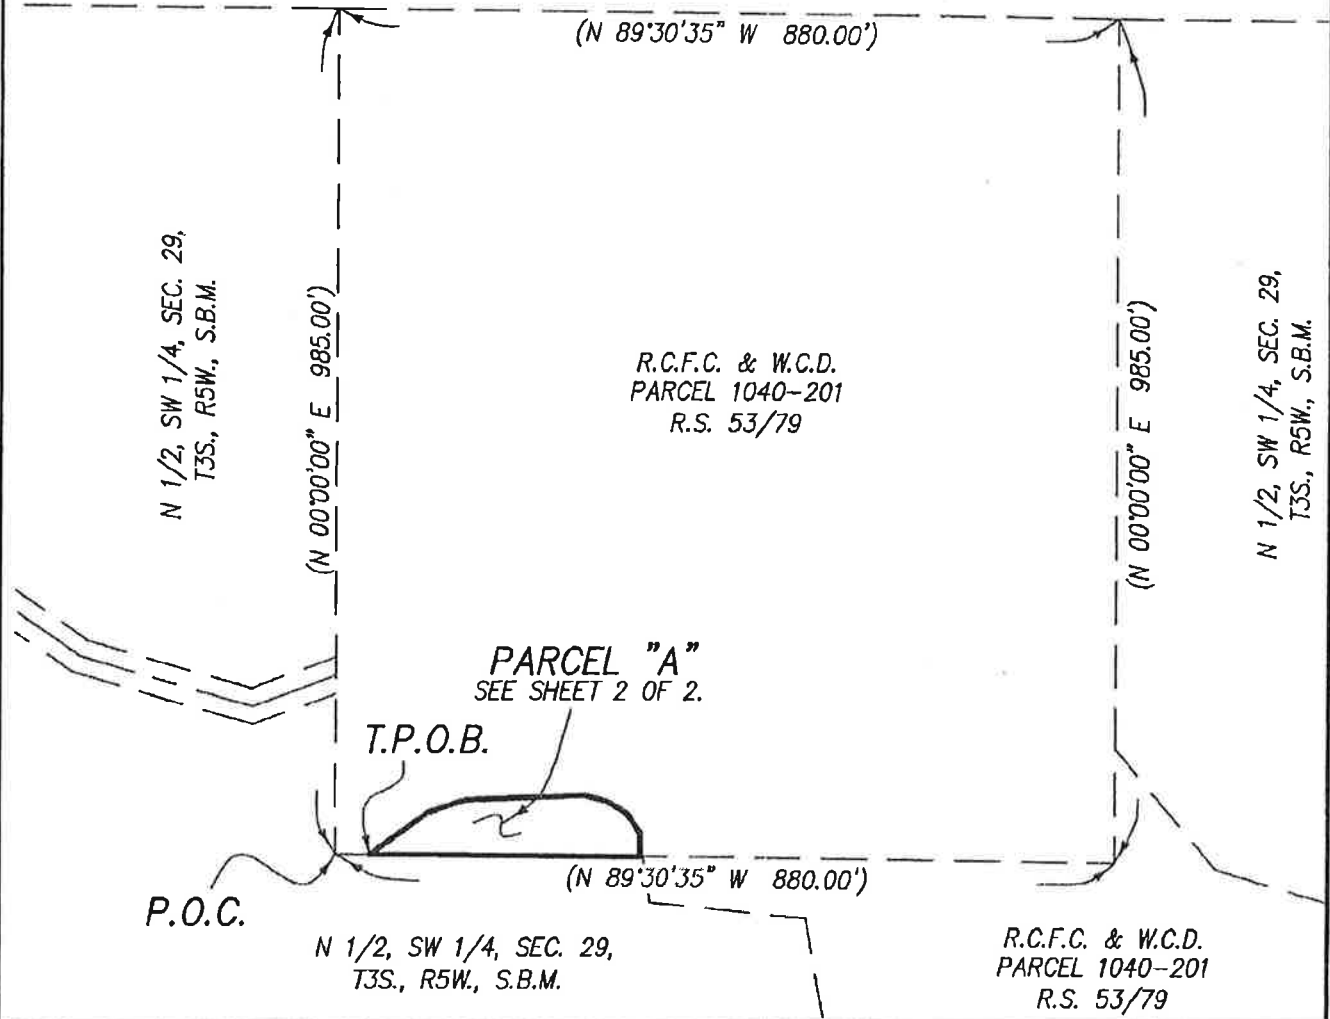 (N 89°30'35" W 880.00')
N 1/2, SW 1/4, SEC. 29,
T3S., R5W., S.B.M.
(N 00°00'00" E 985.00')
R.C.F.C. & W.C.D.
PARCEL 1040-201
R.S. 53/79
(N 00°00'00" E 985.00')
N 1/2, SW 1/4, SEC. 29,
T3S., R5W., S.B.M.
PARCEL "A"
SEE SHEET 2 OF 2.
T.P.O.B.
(N 89°30'35" W 880.00')
P.O.C.
N 1/2, SW 1/4, SEC. 29,
T3S., R5W., S.B.M.
R.C.F.C. & W.C.D.
PARCEL 1040-201
R.S. 53/79